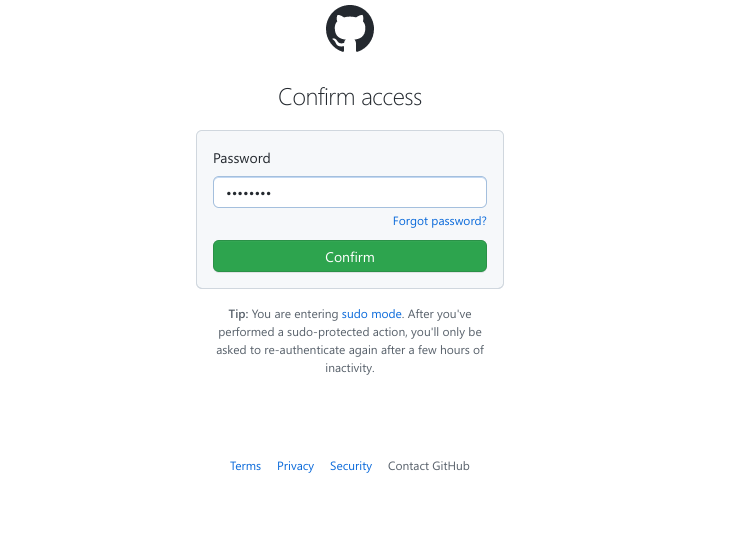 Confirm access
Password
••••••••
Forgot password?
Confirm
Tip: You are entering sudo mode. After you've
performed a sudo-protected action, you'll only be
asked to re-authenticate again after a few hours of
inactivity.
Terms Privacy Security Contact GitHub